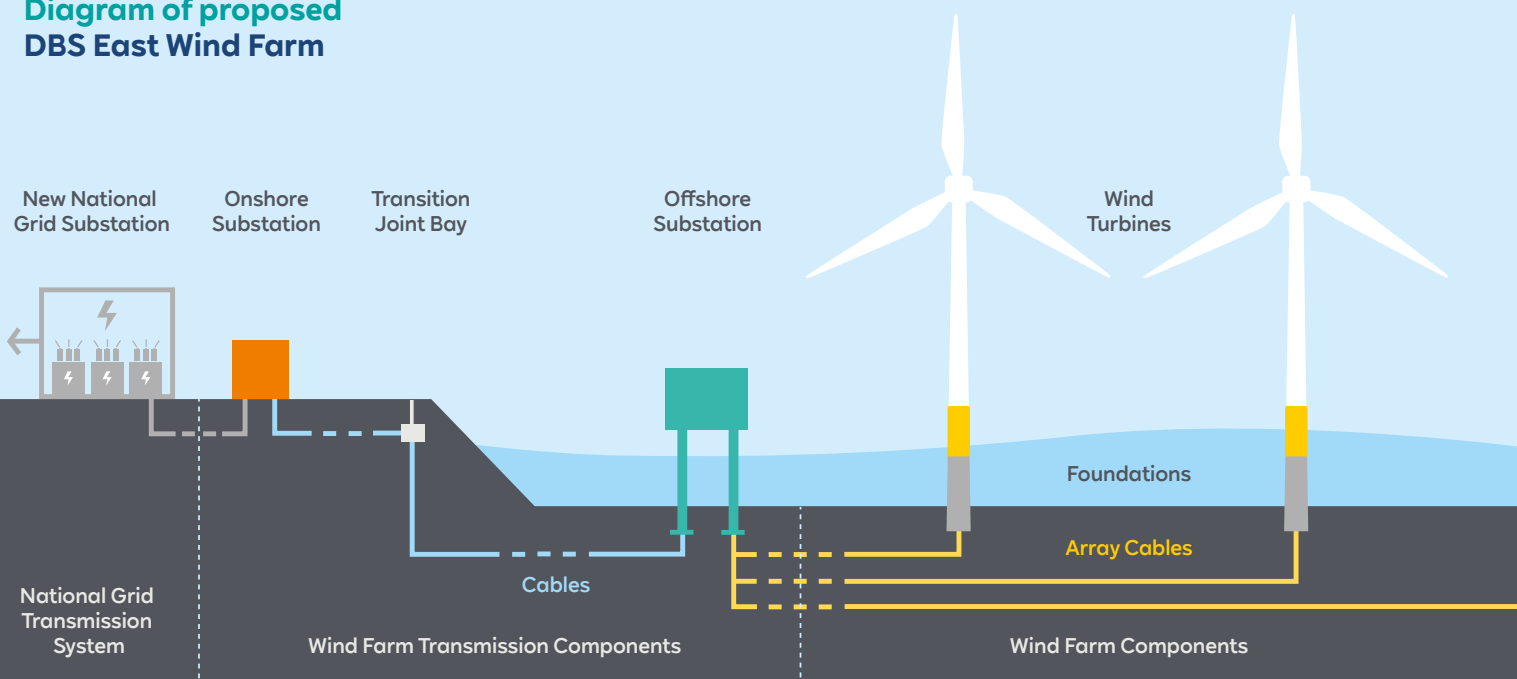 Diagram of proposed
DBS East Wind Farm
New National
Grid Substation
Onshore
Substation
Transition
Joint Bay
Offshore
Substation
Wind
Turbines
Foundations
Array Cables
Cables
National Grid
Transmission
System
Wind Farm Transmission Components
Wind Farm Components